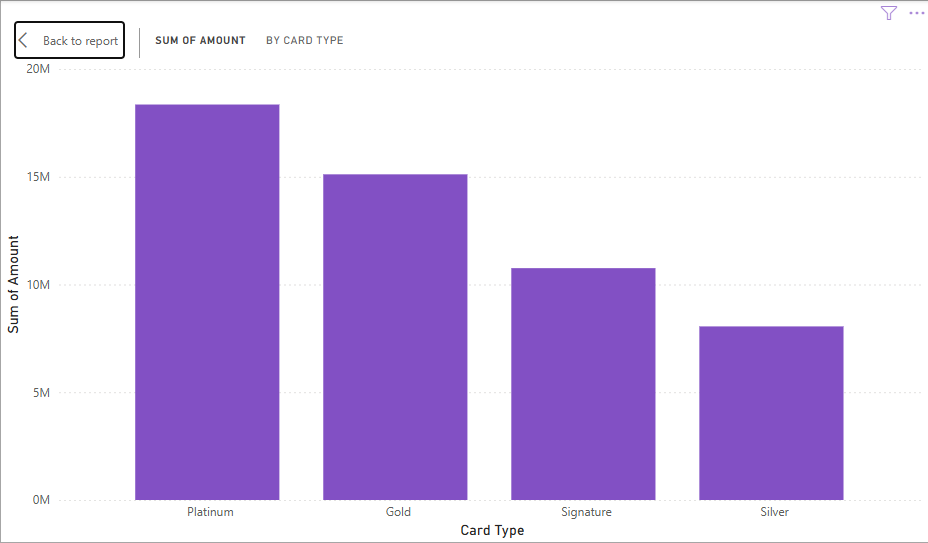 Back to report
SUM OF AMOUNT BY CARD TYPE
20M
15M
10M
5M
0M
Sum of Amount
Platinum Gold Signature Silver
Card Type